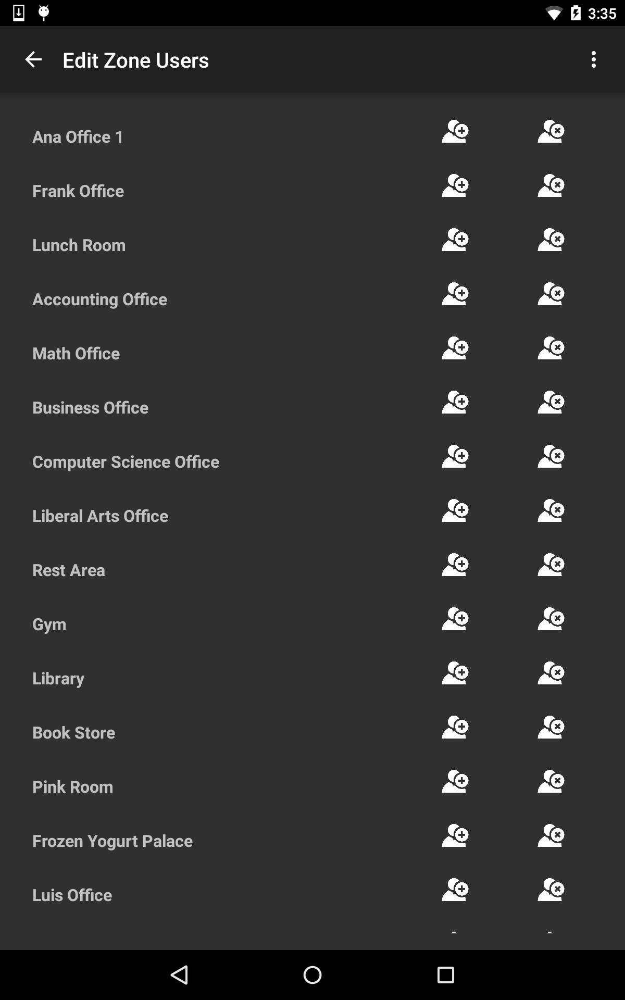 3:35
Edit Zone Users
Ana Office 1
Frank Office
Lunch Room
Accounting Office
Math Office
Business Office
Computer Science Office
Liberal Arts Office
Rest Area
Gym
Library
Book Store
Pink Room
Frozen Yogurt Palace
Luis Office